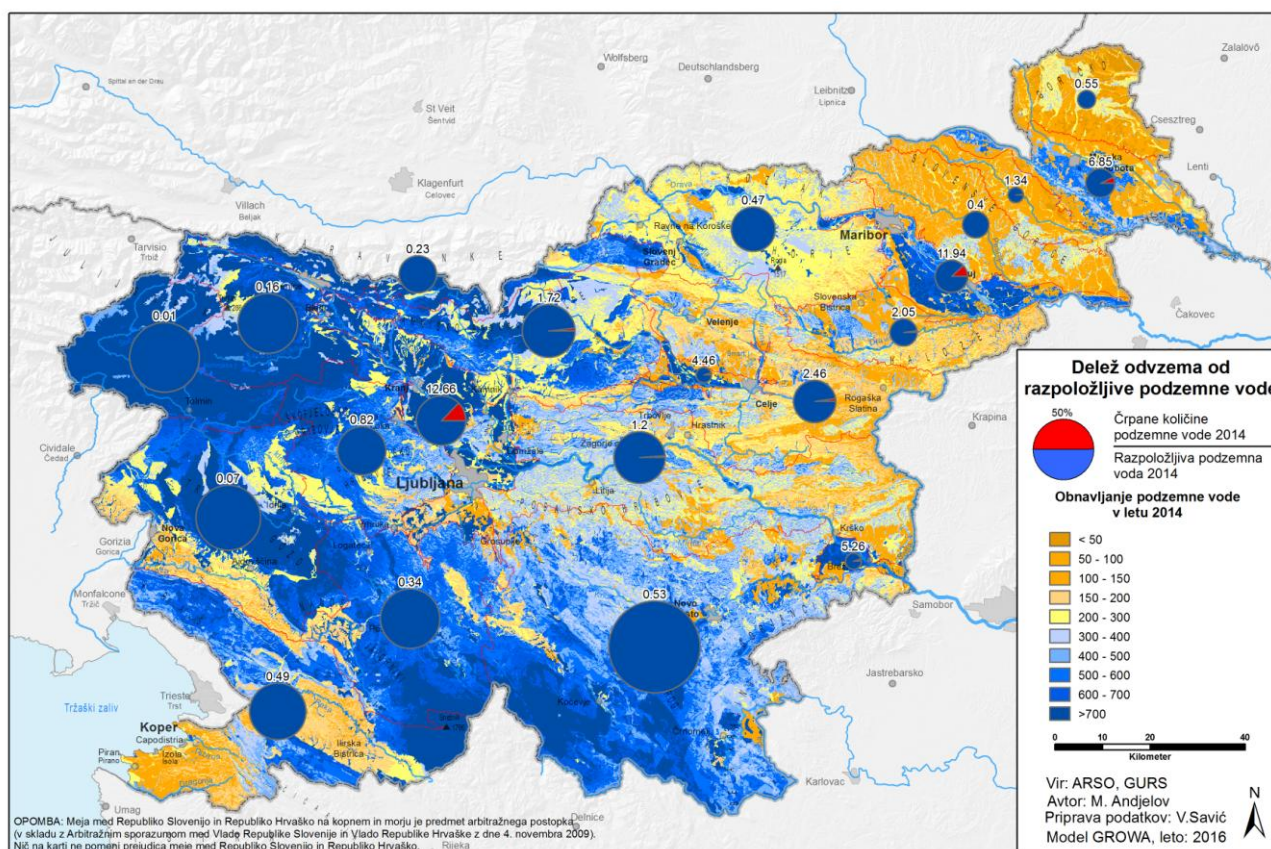 Zalalövő
Wolfsberg
Deutschlandsberg
Spittal an der Drau
Leibnitz
Lipnica
0.55
St Veit
Šentvid
Csesztreg
6.85
Lenti
Klagenfurt
Celovec
1.34
Villach
Beljak
0.47
0.4
Drava
Ravne na Koroškem
Maribor
Tarvisio
Trbiž
0.23
Slovenj
Gradec
11.94
0.16
1.72
Slovenska
Bistrica
Čakovec
0.01
Velenje
2.05
4.46
2.46
Tolmin
Kranj
12.66
Kamnik
Celje
Rogaška
Slatina
Krapina
Cividale
Čedad
0.82
Trbovlje
Hrastnik
1.2
Zagorje
Domžale
Ljubljana
0.07
Idrija
Litija
Nova
Gorica
Gorizia
Gorica
Logatec
Grosuplje
Krško
5.26
Ajdovščina
Monfalcone
Tržič
0.34
0.53
Novo
mesto
Samobor
Jastrebarsko
Trieste
Trst
0.49
Tržaški zaliv
Kočevje
Koper
Capodistria
Črnomelj
Piran
Pirano
Izola
Isola
Ilirska
Bistrica
Umag
Karlovac
Delnice
Rijeka
OPOMBA: Meja med Republiko Slovenijo in Republiko Hrvaško na kopnem in morju je predmet arbitražnega postopka
(v skladu z Arbitražnim sporazumom med Vlado Republike Slovenije in Vlado Republike Hrvaške z dne 4. novembra 2009).
Nič na karti ne pomeni prejudica meje med Republiko Slovenijo in Republiko Hrvaško.
Delež odvzema od
razpoložljive podzemne vode
50%
Črpane količine
podzemne vode 2014
Razpoložljiva podzemna
voda 2014
Obnavljanje podzemne vode
v letu 2014
< 50
50 - 100
100 - 150
150 - 200
200 - 300
300 - 400
400 - 500
500 - 600
600 - 700
>700
0 10 20 40
Kilometer
Vir: ARSO, GURS
Avtor: M. Andjelov
Priprava podatkov: V.Savić
Model GROWA, leto: 2016
N